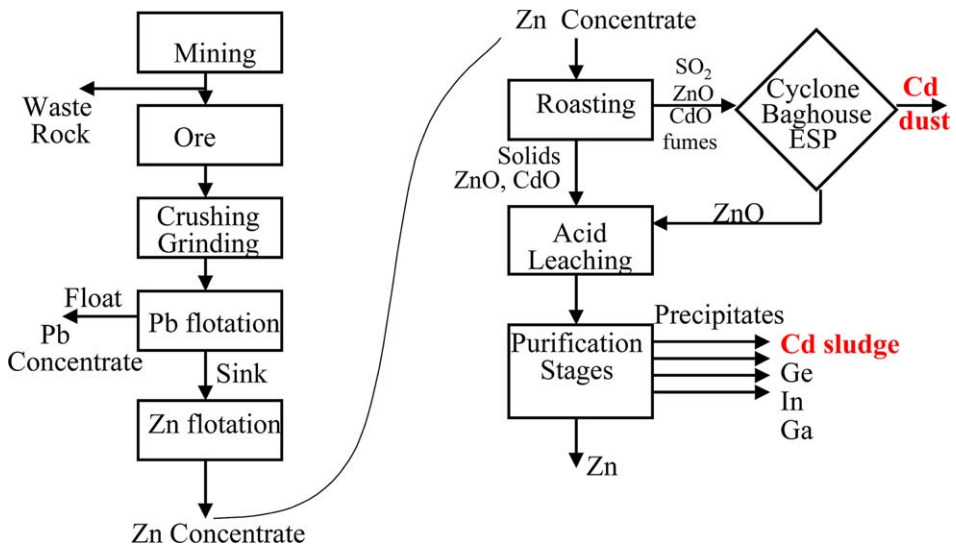 Mining
Waste
Rock
Ore
Crushing
Grinding
Float
Pb
Concentrate
Pb flotation
Sink
Zn flotation
Zn Concentrate
Zn Concentrate
Roasting
SO₂
ZnO
CdO
fumes
Cyclone
Baghouse
ESP
Cd
dust
Solids
ZnO, CdO
ZnO
Acid
Leaching
Purification
Stages
Precipitates
Cd sludge
Ge
In
Ga
Zn